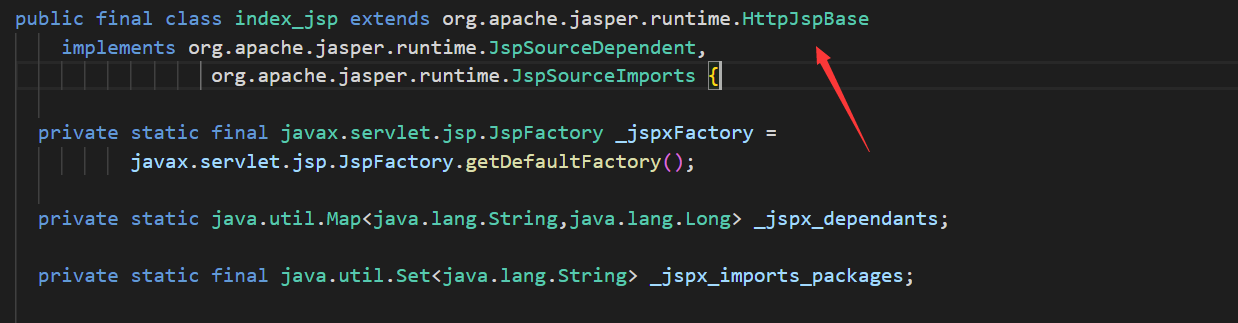 public final class index_jsp extends org.apache.jasper.runtime.HttpJspBase
implements org.apache.jasper.runtime.JspSourceDependent,
org.apache.jasper.runtime.JspSourceImports {
private static final javax.servlet.jsp.JspFactory _jspxFactory =
javax.servlet.jsp.JspFactory.getDefaultFactory();
private static java.util.Map<java.lang.String,java.lang.Long> _jspx_dependants;
private static final java.util.Set<java.lang.String> _jspx_imports_packages;